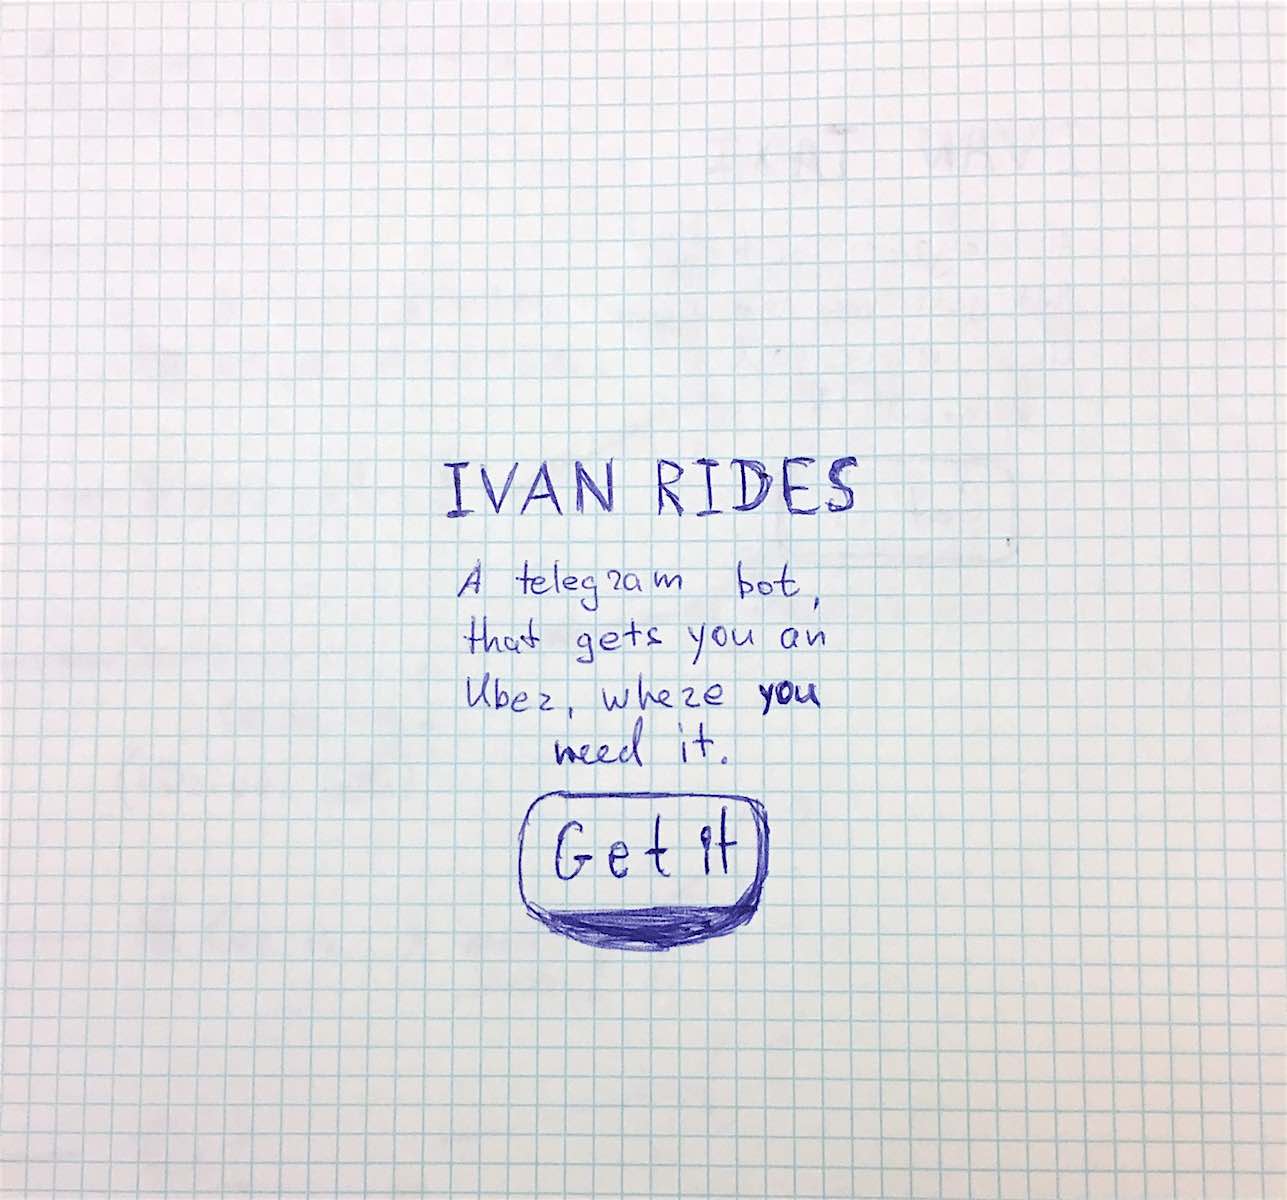 IVAN RIDES
A telegram bot,
that gets you an
Uber, where you
need it.
Get it